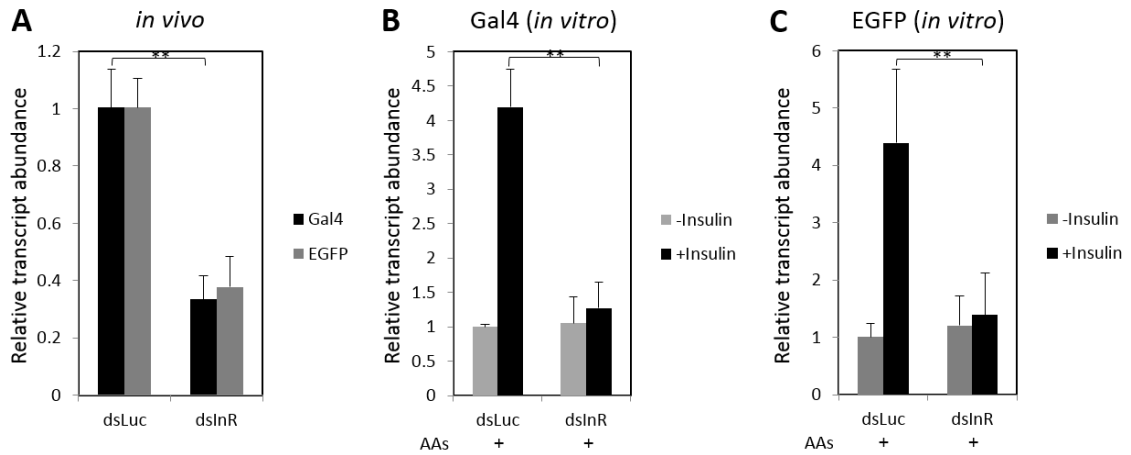 A
in vivo
Relative transcript abundance
1.2
1
0.8
0.6
0.4
0.2
0
**
dsLuc
dsInR
Gal4
EGFP
B
Gal4 (in vitro)
Relative transcript abundance
5
4.5
4
3.5
3
2.5
2
1.5
1
0.5
0
**
dsLuc
dsInR
AAs + +
-Insulin
+Insulin
C
EGFP (in vitro)
Relative transcript abundance
6
5
4
3
2
1
0
**
dsLuc
dsInR
AAs + +
-Insulin
+Insulin